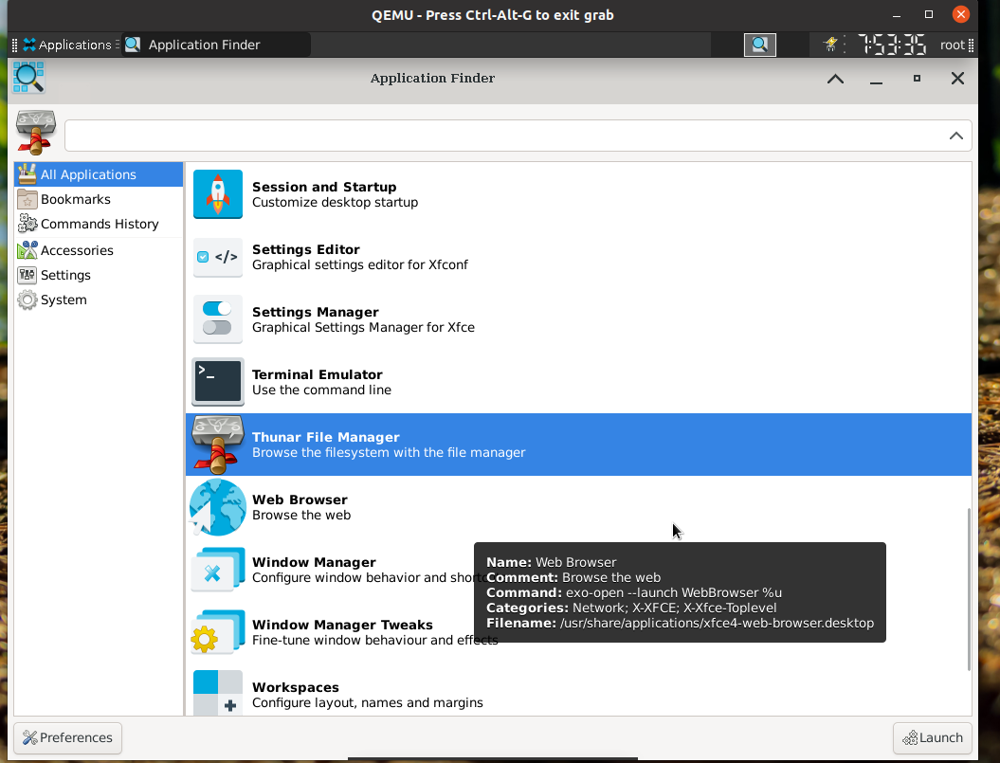 QEMU - Press Ctrl-Alt-G to exit grab
Applications
Application Finder
7:53:35
root
Application Finder
All Applications
Bookmarks
Commands History
Accessories
Settings
System
Session and Startup
Customize desktop startup
</>
Settings Editor
Graphical settings editor for Xfconf
Settings Manager
Graphical Settings Manager for Xfce
>_
Terminal Emulator
Use the command line
Thunar File Manager
Browse the filesystem with the file manager
Web Browser
Browse the web
Window Manager
Configure window behavior and shortc
Name: Web Browser
Comment: Browse the web
Command: exo-open --launch WebBrowser %u
Categories: Network; X-XFCE; X-Xfce-Toplevel
Filename: /usr/share/applications/xfce4-web-browser.desktop
Window Manager Tweaks
Fine-tune window behaviour and effects
Workspaces
Configure layout, names and margins
Preferences
Launch